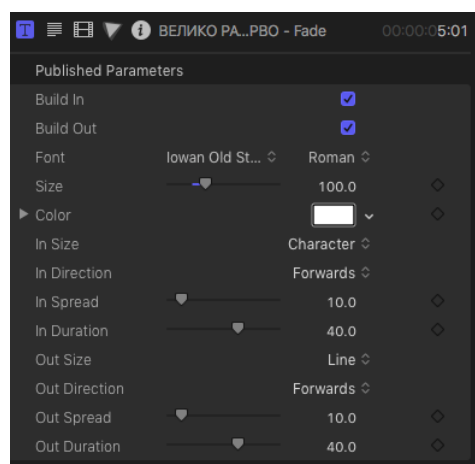 T i ВЕЛИКО РА...РВО - Fade 00:00:05:01
Published Parameters
Build In
Build Out
Font Iowan Old St... Roman
Size 100.0
Color
In Size Character
In Direction Forwards
In Spread 10.0
In Duration 40.0
Out Size Line
Out Direction Forwards
Out Spread 10.0
Out Duration 40.0